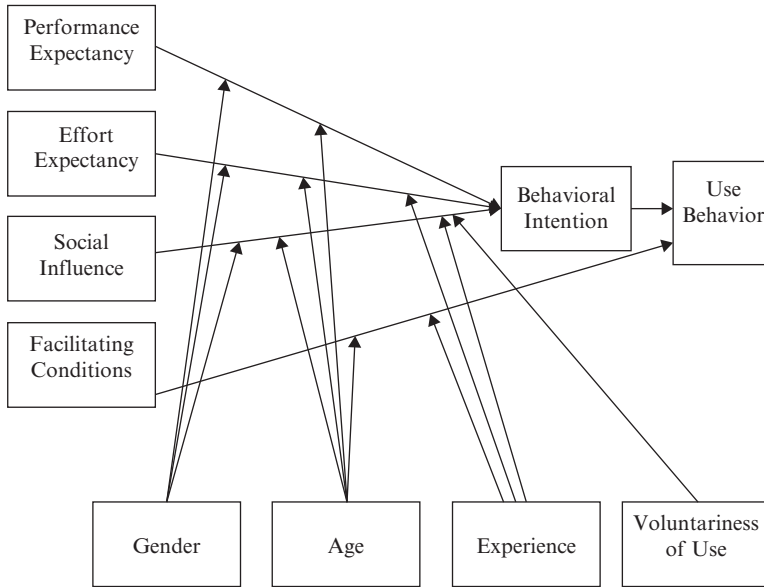 Performance
Expectancy
Effort
Expectancy
Social
Influence
Facilitating
Conditions
Behavioral
Intention
Use
Behavior
Gender
Age
Experience
Voluntariness
of Use